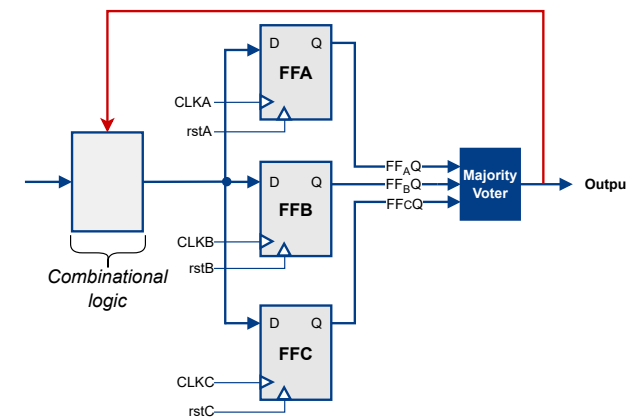 D Q
FFA
CLKA
rstA
FFAQ
FFBQ
FFCQ
Majority
Voter
Outpu
D Q
FFB
CLKB
rstB
Combinational
logic
D Q
FFC
CLKC
rstC